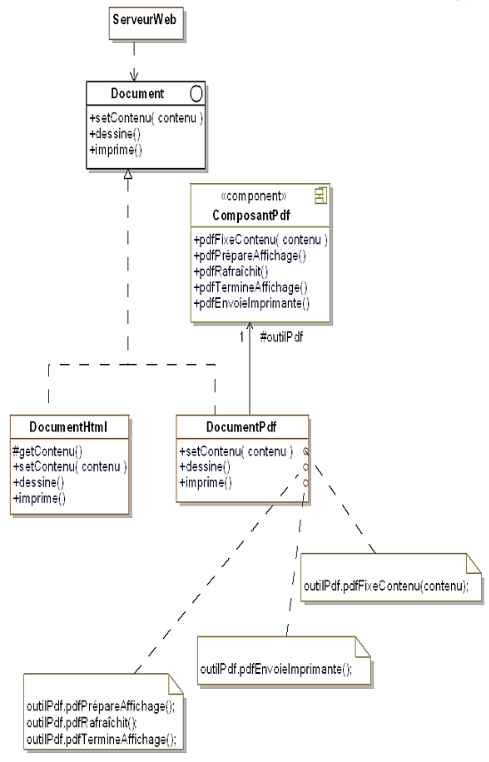 ServeurWeb
Document
+setContenu( contenu )
+dessine()
+imprime()
«component»
ComposantPdf
+pdfFixeContenu( contenu )
+pdfPrépareAffichage()
+pdfRafraîchit()
+pdfTermineAffichage()
+pdfEnvoieImprimante()
1 #outilPdf
DocumentHtml
#getContenu()
+setContenu( contenu )
+dessine()
+imprime()
DocumentPdf
+setContenu( contenu )
+dessine()
+imprime()
outilPdf.pdfFixeContenu(contenu);
outilPdf.pdfEnvoieImprimante();
outilPdf.pdfPrépareAffichage();
outilPdf.pdfRafraîchit();
outilPdf.pdfTermineAffichage();